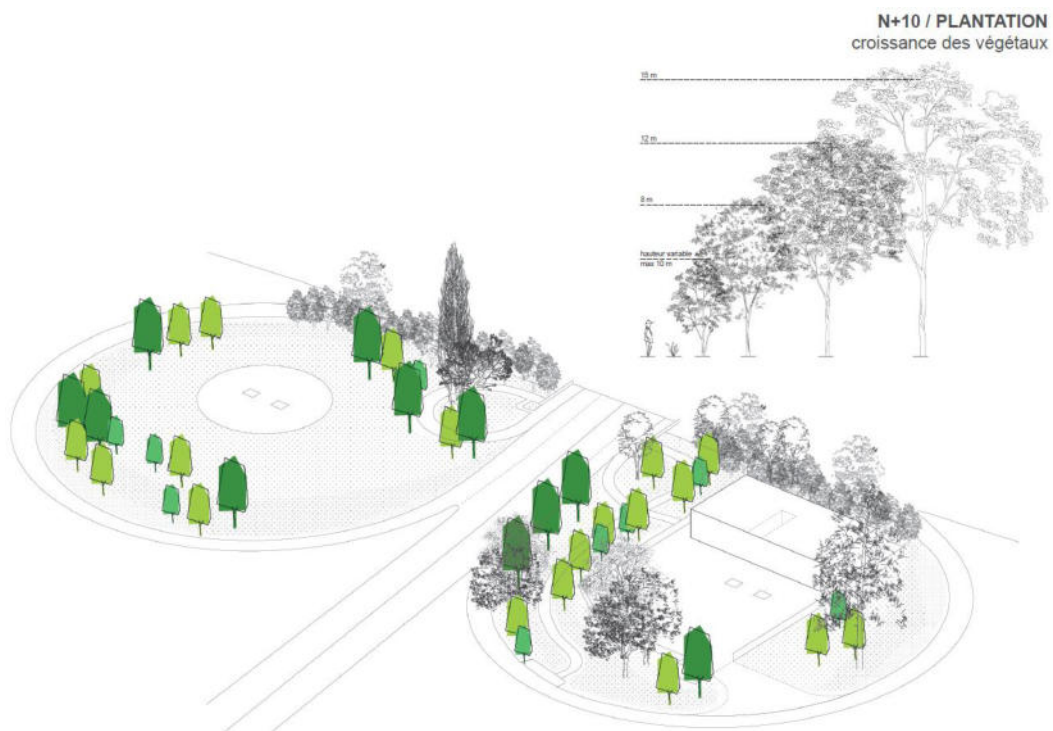 N+10 / PLANTATION
croissance des végétaux
15 m
12 m
8 m
hauteur variable
max 10 m